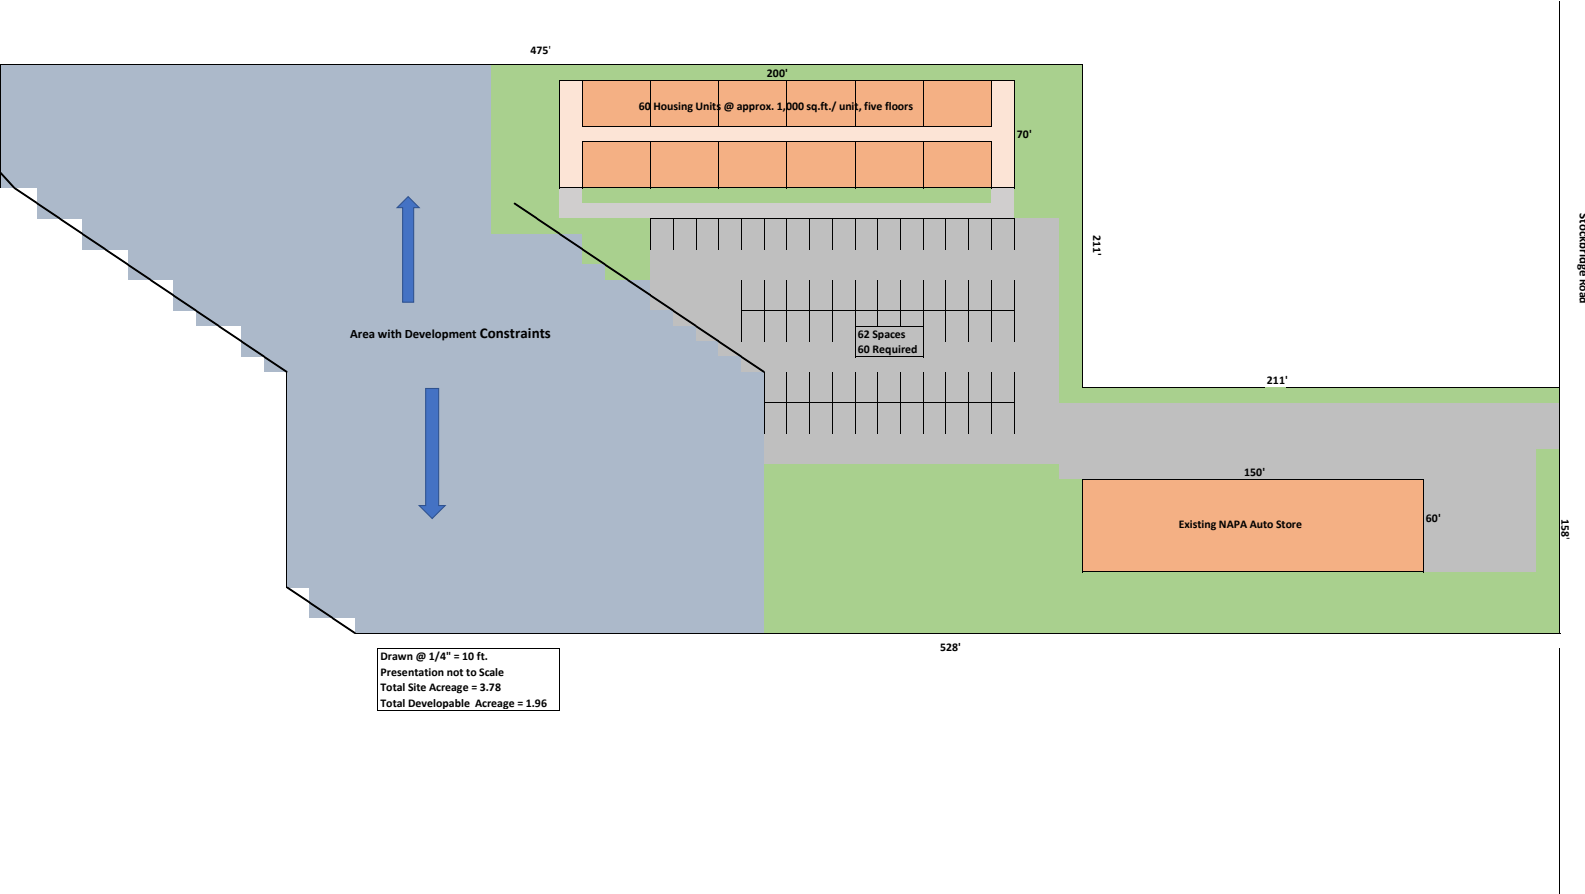 475'
200'
60 Housing Units @ approx. 1,000 sq.ft./ unit, five floors
70'
Stockbridge Road
211'
Area with Development Constraints
62 Spaces
60 Required
211'
150'
Existing NAPA Auto Store
60'
158'
528'
Drawn @ 1/4" = 10 ft.
Presentation not to Scale
Total Site Acreage = 3.78
Total Developable Acreage = 1.96